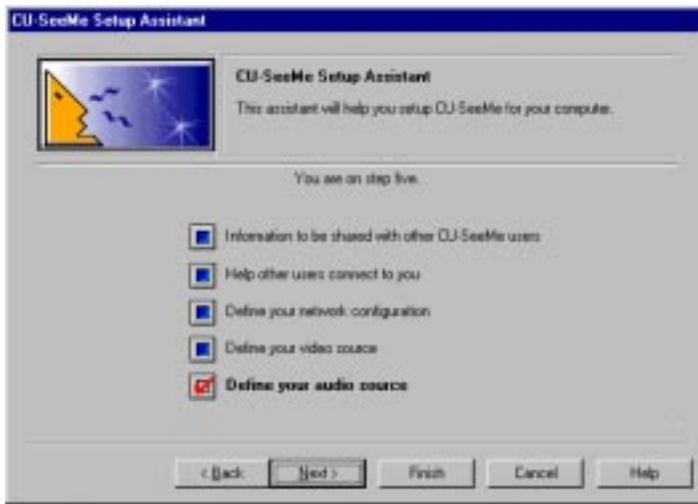 CU-SeeMe Setup Assistant
CU-SeeMe Setup Assistant
This assistant will help you setup CU-SeeMe for your computer.
You are on step five.
Information to be shared with other CU-SeeMe users
Help other users connect to you
Define your network configuration
Define your video source
Define your audio source
< Back
Next >
Finish
Cancel
Help